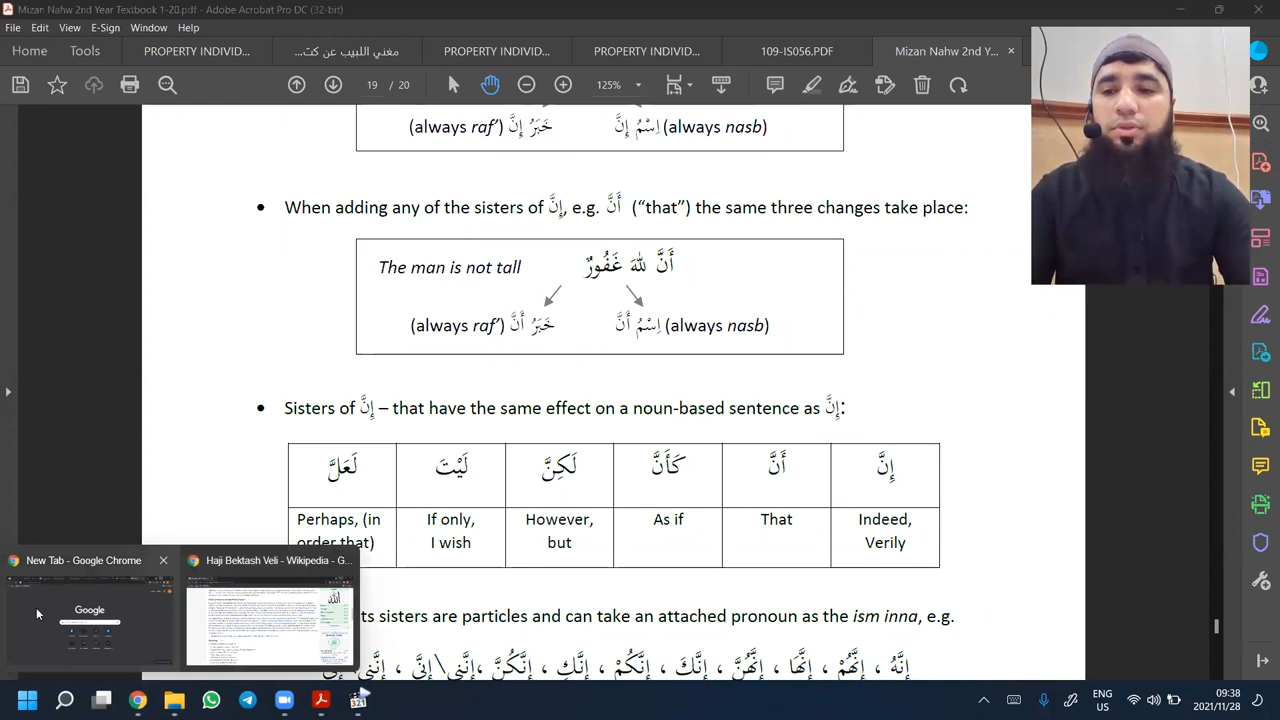 Mizan Nahw 2nd Year Textbook 1-20.pdf - Adobe Acrobat Pro DC (32-bit)
File Edit View E-Sign Window Help
Home Tools PROPERTY INDIVID... معني اللبيب عن كت... PROPERTY INDIVID... PROPERTY INDIVID... 109-IS056.PDF Mizan Nahw 2nd Ye... ×
19 / 20 125%
(always raf’) خَبَرُ إِنَّ اِسْمُ إِنَّ (always nasb)
• When adding any of the sisters of إِنَّ, e.g. أَنَّ (“that”) the same three changes take place:
The man is not tall أَنَّ للهَ غَفُورٌ
(always raf’) خَبَرُ أَنَّ اِسْمُ أَنَّ (always nasb)
• Sisters of إِنَّ – that have the same effect on a noun-based sentence as إِنَّ:
لَعَلَّ لَيْتَ لَكِنَّ كَأَنَّ أَنَّ إِنَّ
Perhaps, (in If only, However, As if That Indeed,
order that) I wish but Verily
New Tab - Google Chrome Haji Bektash Veli - Wikipedia - G...
Google
particles can take an attached pronoun as the ism inna e.g.
إِنَّهُ، إِنَّهُمْ، إِنَّهَا، إِنَّهُنَّ، إِنَّكَ، إِنَّكُمْ، إِنَّكِ، إِنَّكُنَّ، إِنَّنِي\إِنِّي،
ENG 09:38
US 2021/11/28